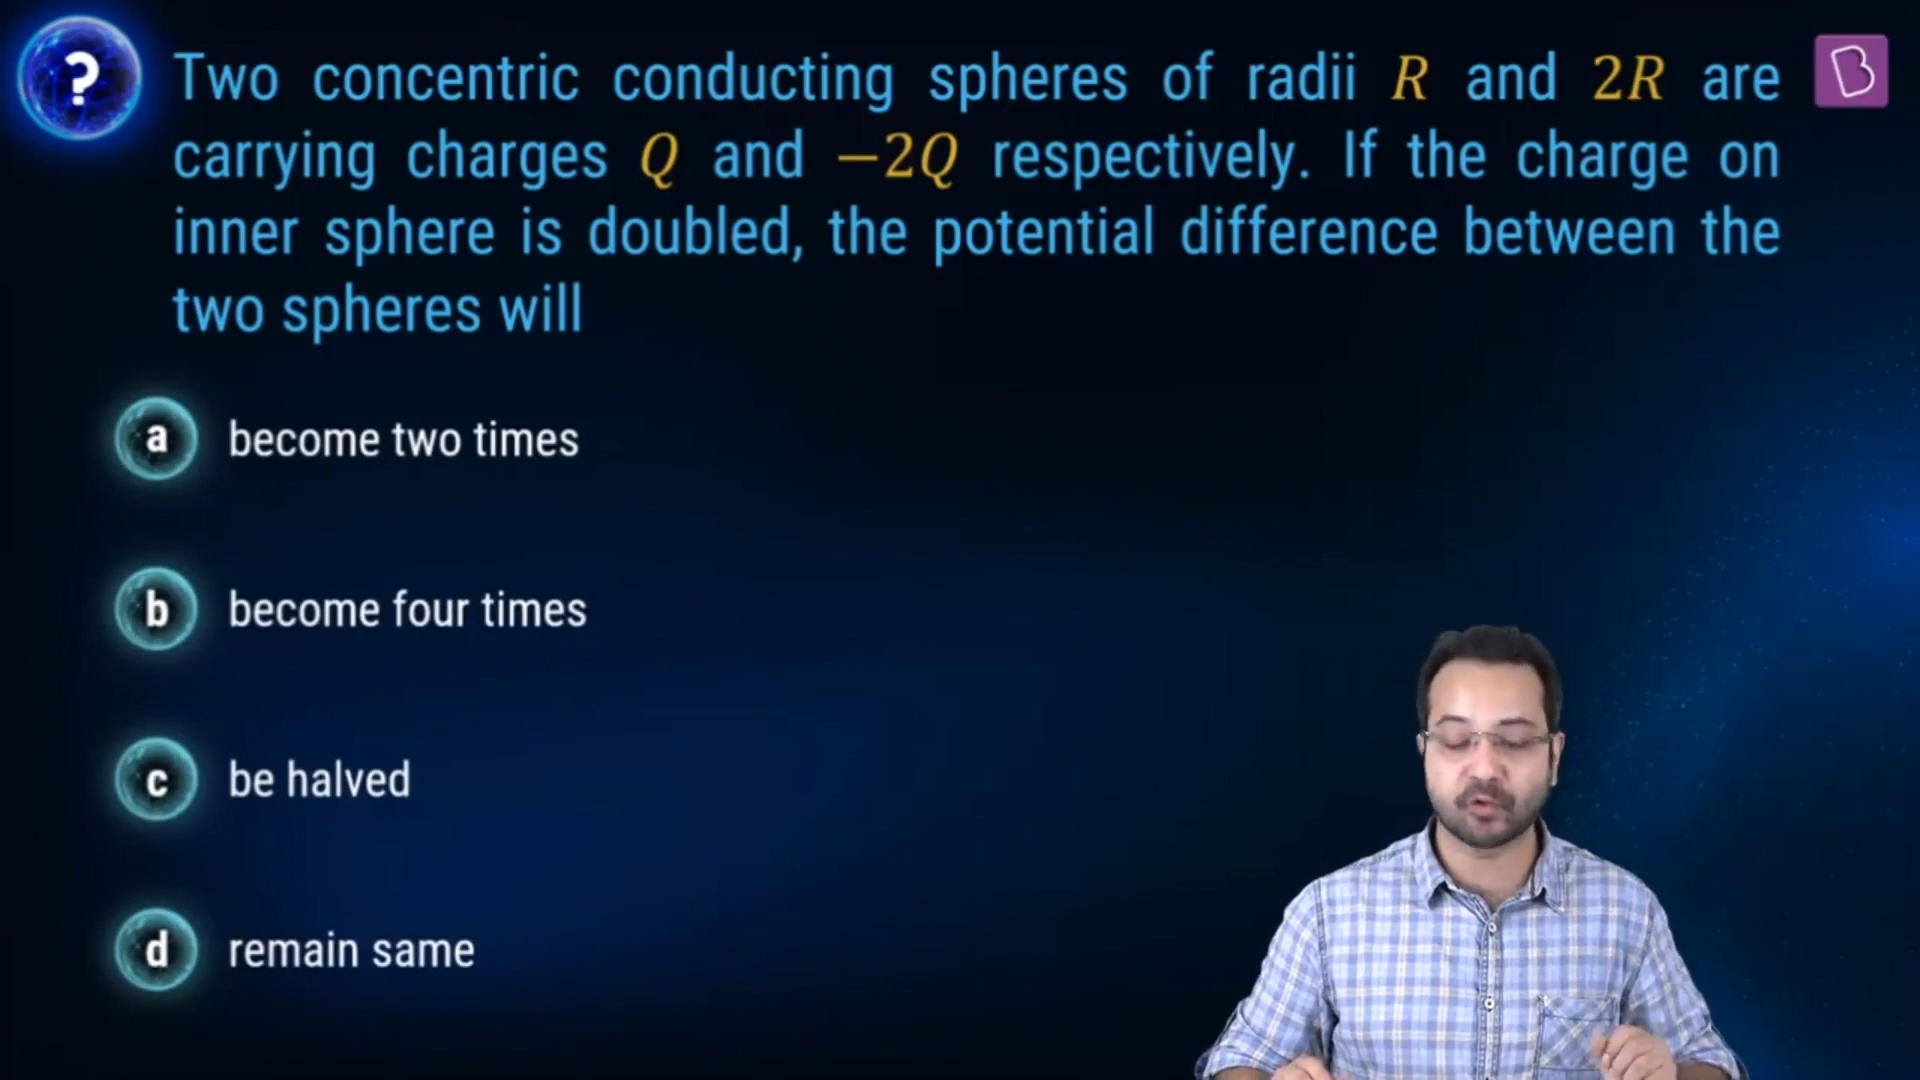 ?
Two concentric conducting spheres of radii R and 2R are
carrying charges Q and −2Q respectively. If the charge on
inner sphere is doubled, the potential difference between the
two spheres will
a become two times
b become four times
c be halved
d remain same
B